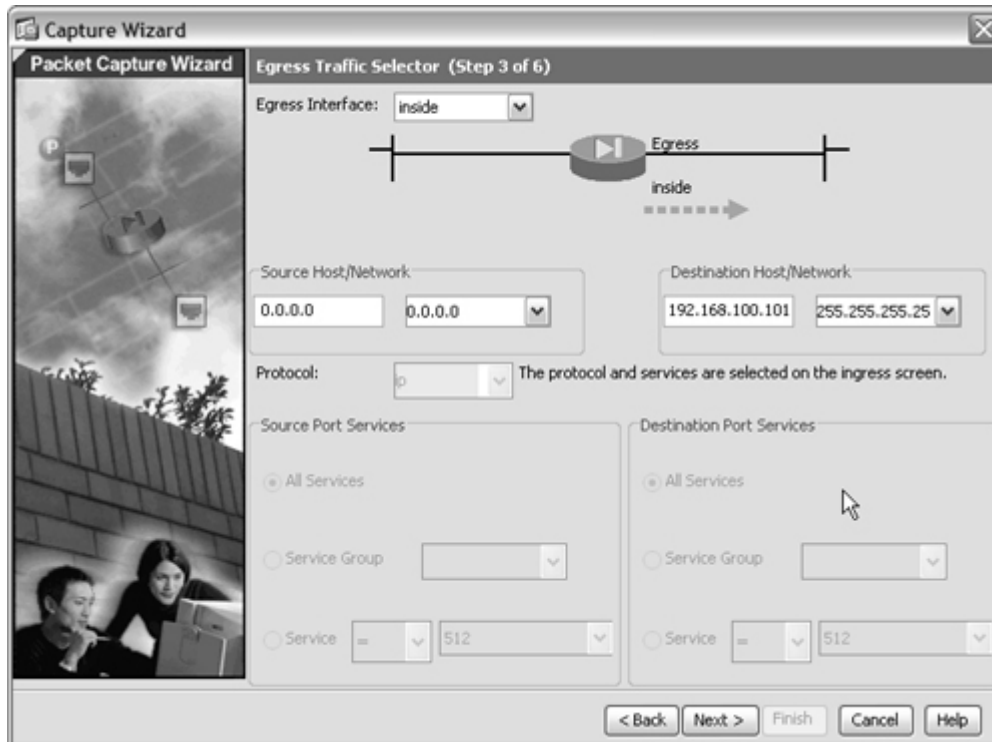 Capture Wizard
Packet Capture Wizard
Egress Traffic Selector (Step 3 of 6)
Egress Interface: inside
Egress
inside
P
Source Host/Network
0.0.0.0 0.0.0.0
Destination Host/Network
192.168.100.101 255.255.255.25
Protocol: ip The protocol and services are selected on the ingress screen.
Source Port Services
All Services
Service Group
Service = 512
Destination Port Services
All Services
Service Group
Service = 512
< Back Next > Finish Cancel Help